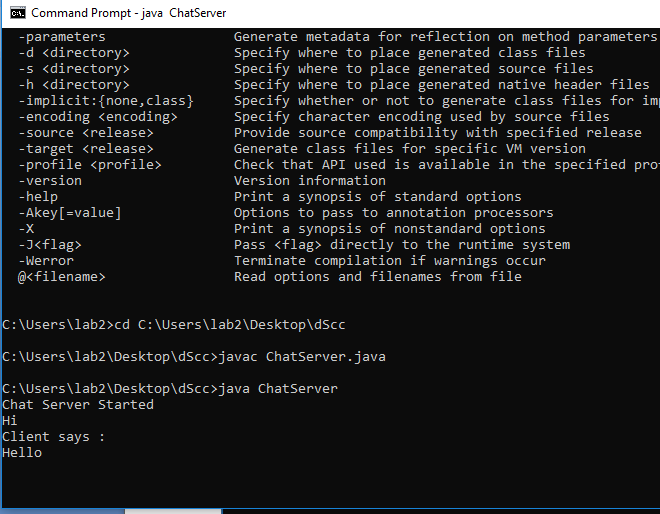 Command Prompt - java  ChatServer
-parameters                Generate metadata for reflection on method parameters
-d <directory>             Specify where to place generated class files
-s <directory>             Specify where to place generated source files
-h <directory>             Specify where to place generated native header files
-implicit:{none,class}     Specify whether or not to generate class files for
-encoding <encoding>       Specify character encoding used by source files
-source <release>          Provide source compatibility with specified release
-target <release>          Generate class files for specific VM version
-profile <profile>         Check that API used is available in the specified
-version                   Version information
-help                      Print a synopsis of standard options
-Akey[=value]              Options to pass to annotation processors
-X                         Print a synopsis of nonstandard options
-J<flag>                   Pass <flag> directly to the runtime system
-Werror                    Terminate compilation if warnings occur
@<filename>                Read options and filenames from file
C:\Users\lab2>cd C:\Users\lab2\Desktop\dScc
C:\Users\lab2\Desktop\dScc>javac ChatServer.java
C:\Users\lab2\Desktop\dScc>java ChatServer
Chat Server Started
Hi
Client says :
Hello